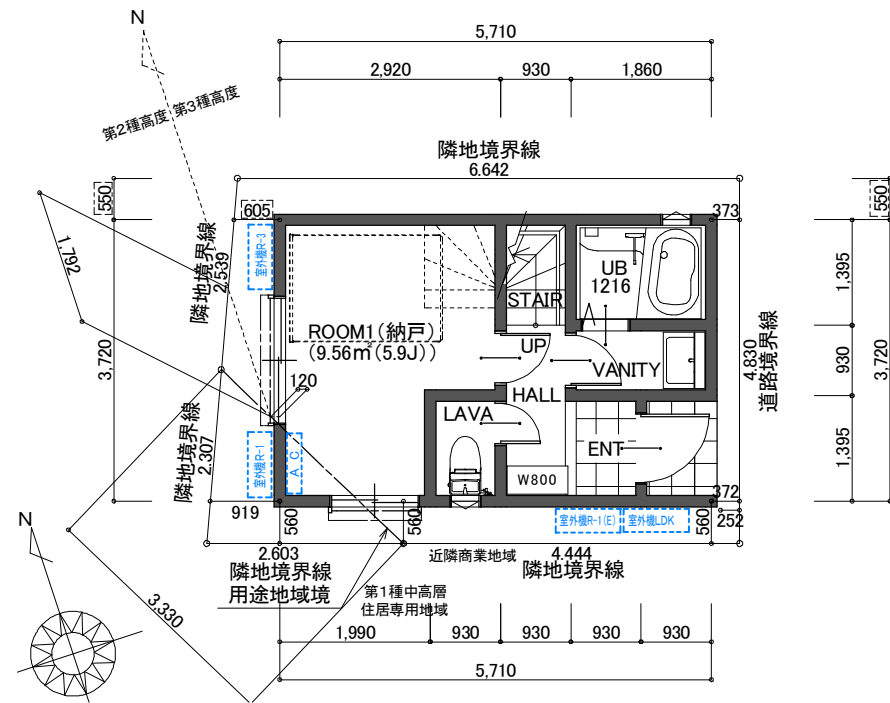 N
5,710
2,920
930
1,860
第2種高度
第3種高度
隣地境界線
6.642
550
605
373
550
室外機R-3
隣地境界線
2.539
1,792
UB
1216
1,395
STAIR
ROOM1(納戸)
(9.56㎡(5.9J))
UP
VANITY
3,720
4.830
道路境界線
930
3,720
120
HALL
LAVA
ENT
隣地境界線
2.307
室外機R-1
A C
W800
1,395
919
372
560
560
560
252
室外機R-1(E)
室外機LDK
N
2.603
近隣商業地域
4.444
隣地境界線
隣地境界線
用途地域境
第1種中高層
住居専用地域
3.330
1,990
930
930
930
930
5,710